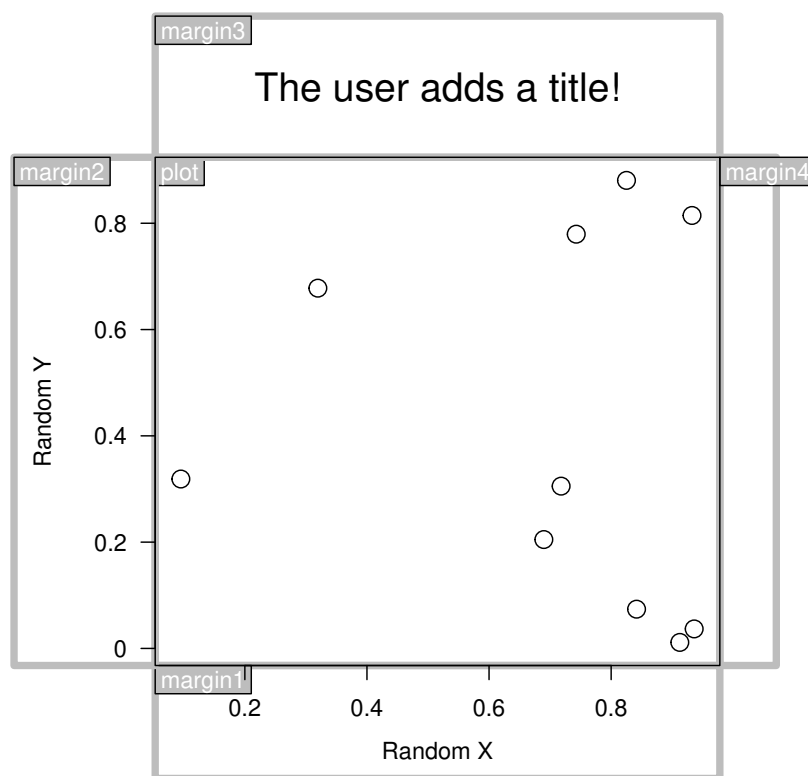 margin3
The user adds a title!
margin2
plot
margin4
0.8
0.6
0.4
0.2
0
Random Y
margin1
0.2 0.4 0.6 0.8
Random X